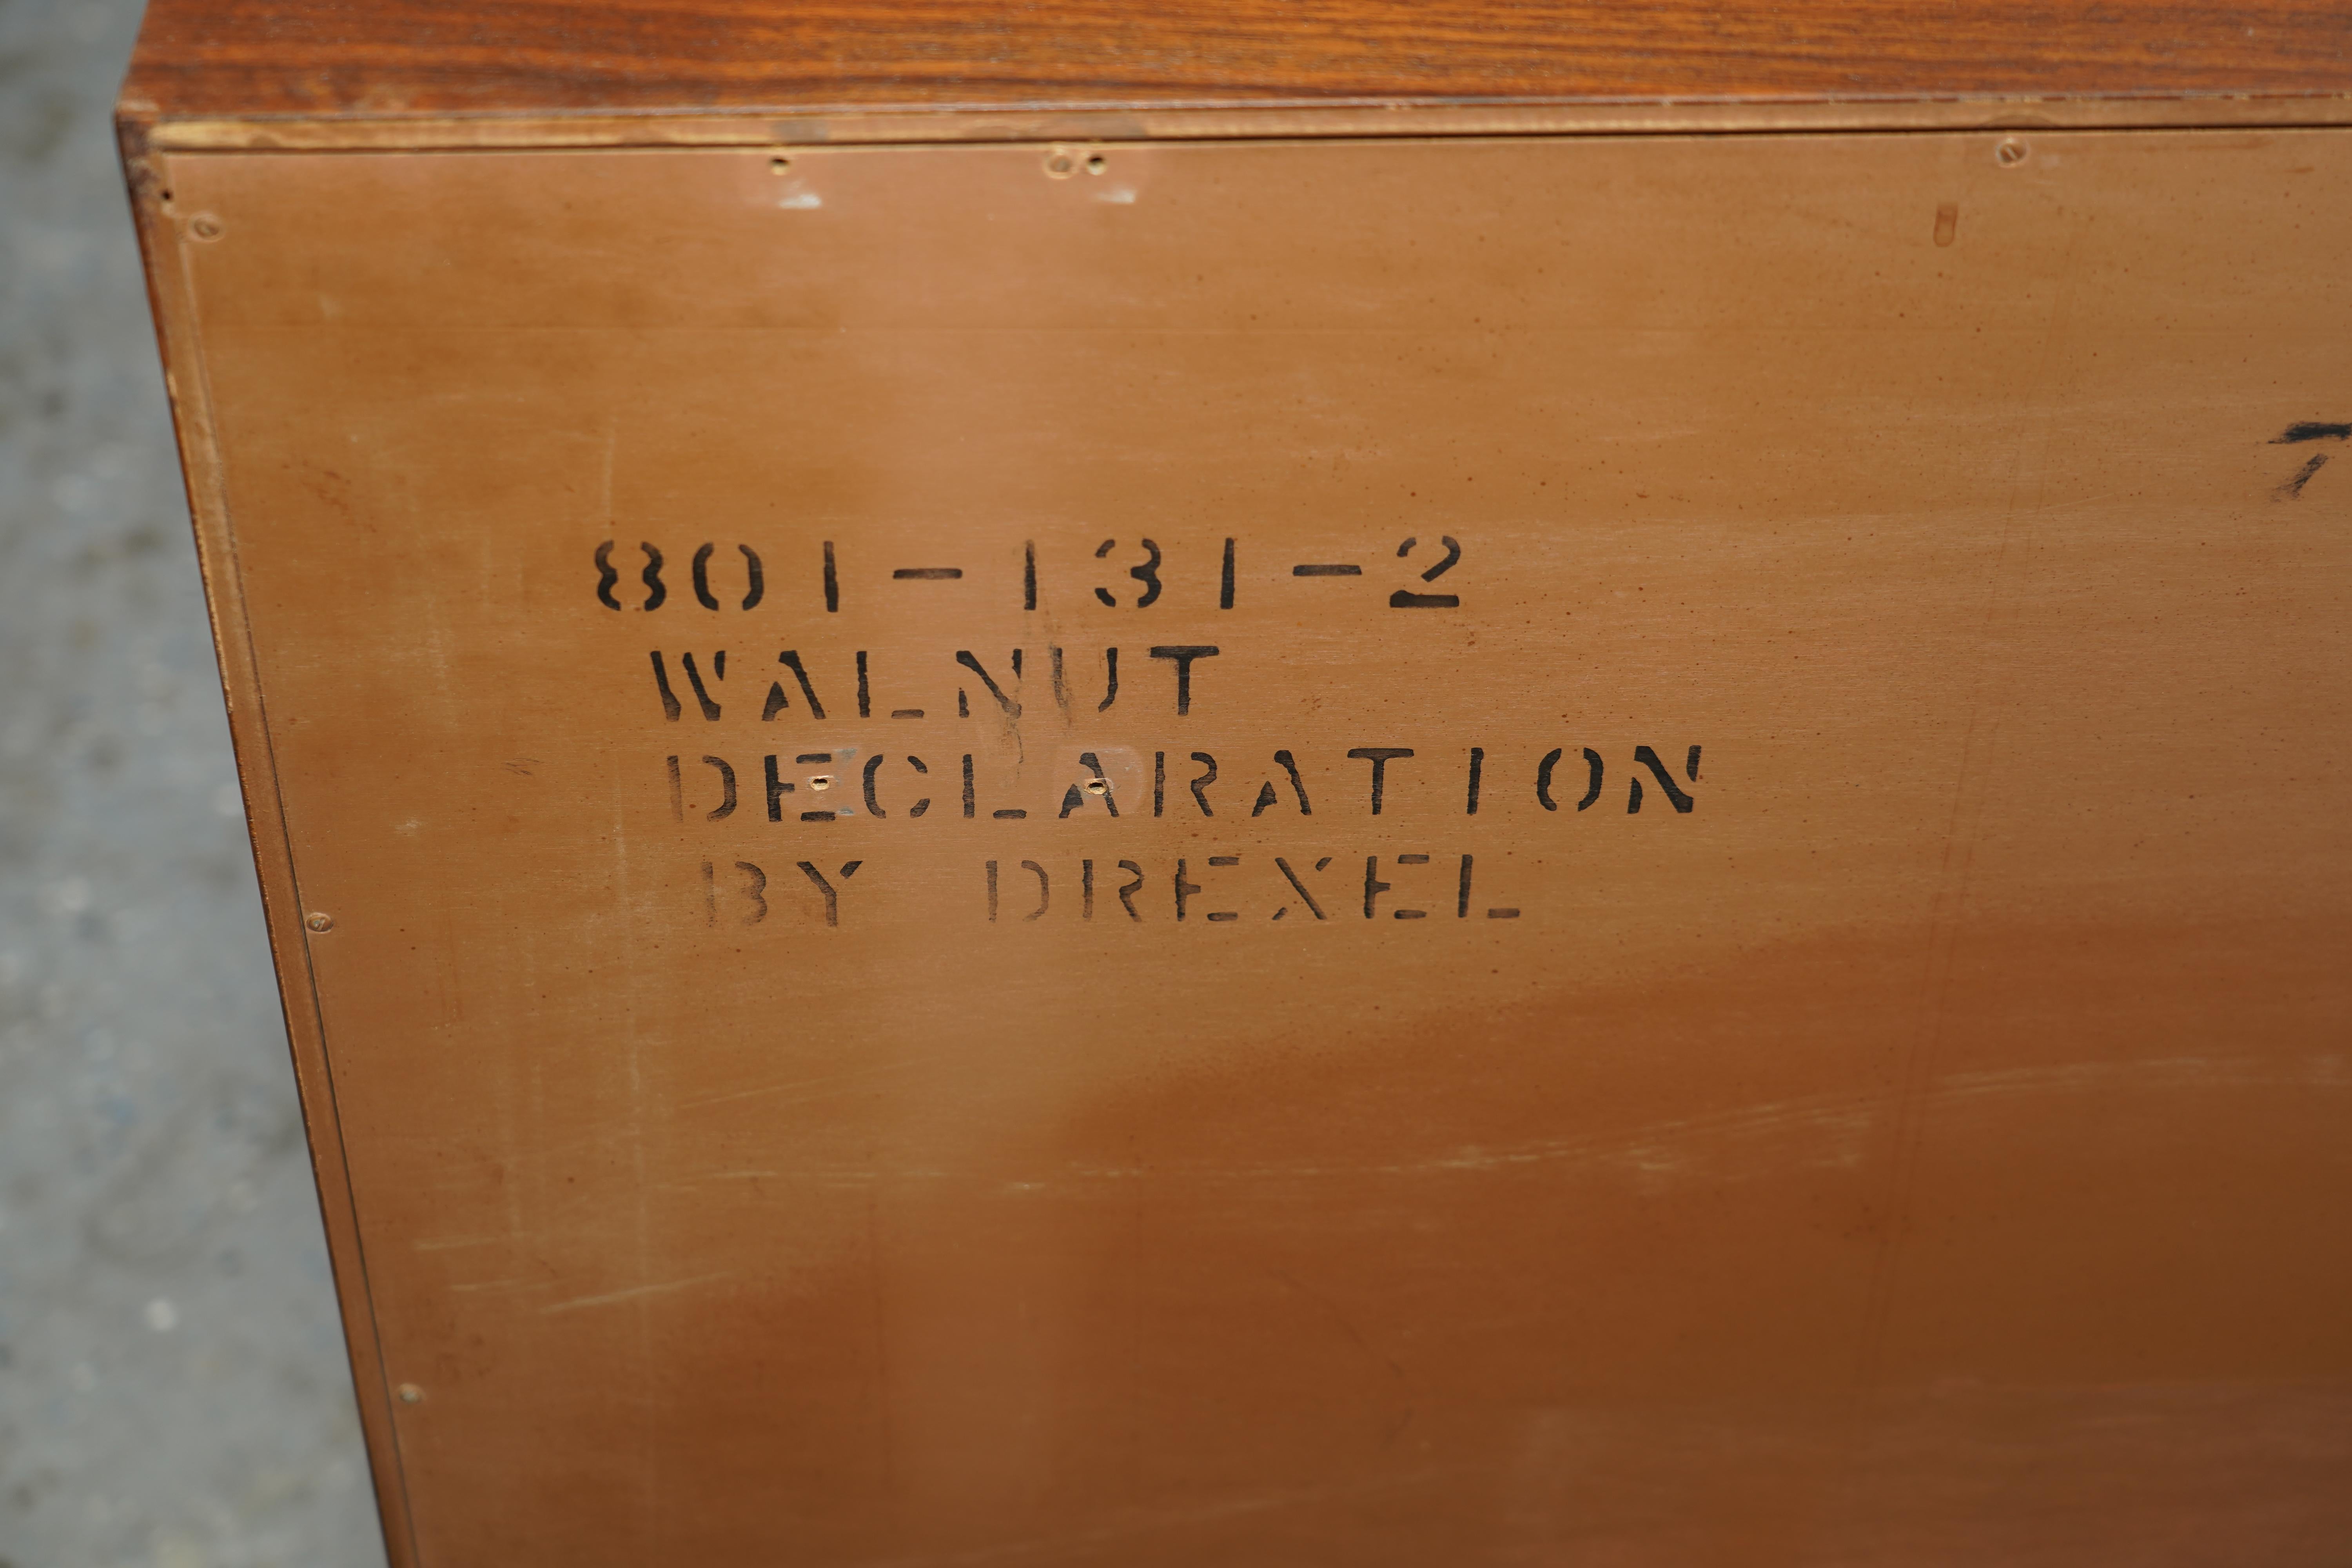 801-131-2
WALNUT
DECLARATION
BY DREXEL